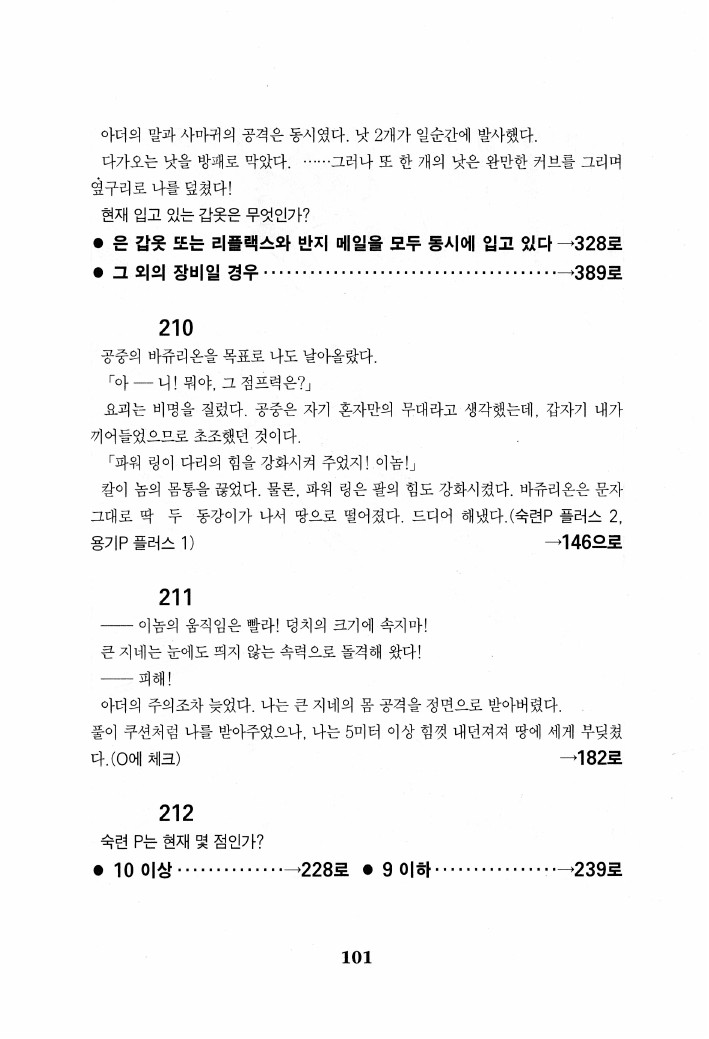 아더의 말과 사마귀의 공격은 동시였다. 낫 2개가 일순간에 발사했다.
다가오는 낫을 방패로 막았다. ……그러나 또 한 개의 낫은 완만한 커브를 그리며
옆구리로 나를 덮쳤다!
현재 입고 있는 갑옷은 무엇인가?
● 은 갑옷 또는 리플랙스와 반지 메일을 모두 동시에 입고 있다 →328로
● 그 외의 장비일 경우 ····································→389로
210
공중의 바쥬리온을 목표로 나도 날아올랐다.
「아 ― 니! 뭐야, 그 점프력은?」
요괴는 비명을 질렀다. 공중은 자기 혼자만의 무대라고 생각했는데, 갑자기 내가
끼어들었으므로 초조했던 것이다.
「파워 링이 다리의 힘을 강화시켜 주었지! 이놈!」
칼이 놈의 몸통을 끊었다. 물론, 파워 링은 팔의 힘도 강화시켰다. 바쥬리온은 문자
그대로 딱 두 동강이가 나서 땅으로 떨어졌다. 드디어 해냈다.(숙련P 플러스 2,
용기P 플러스 1) →146으로
211
―― 이놈의 움직임은 빨라! 덩치의 크기에 속지마!
큰 지네는 눈에도 띄지 않는 속력으로 돌격해 왔다!
―― 피해!
아더의 주의조차 늦었다. 나는 큰 지네의 몸 공격을 정면으로 받아버렸다.
풀이 쿠션처럼 나를 받아주었으나, 나는 5미터 이상 힘껏 내던져져 땅에 세게 부딪쳤
다.(O에 체크) →182로
212
숙련 P는 현재 몇 점인가?
● 10 이상 ··············→228로 ● 9 이하 ················→239로
101